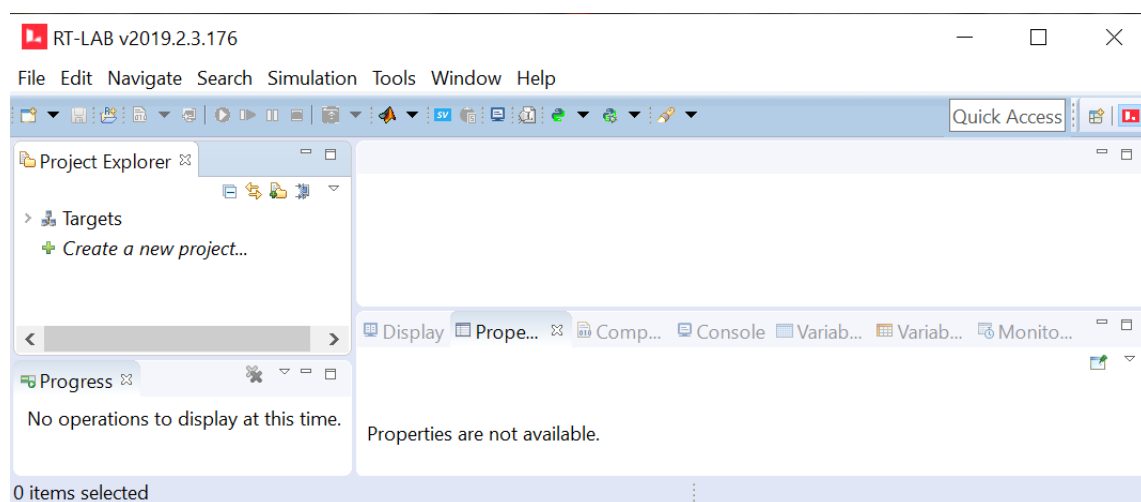 RT-LAB v2019.2.3.176
File Edit Navigate Search Simulation Tools Window Help
SV
Quick Access
Project Explorer
Targets
Create a new project...
Display Prope... Comp... Console Variab... Variab... Monito...
Progress
No operations to display at this time.
Properties are not available.
0 items selected